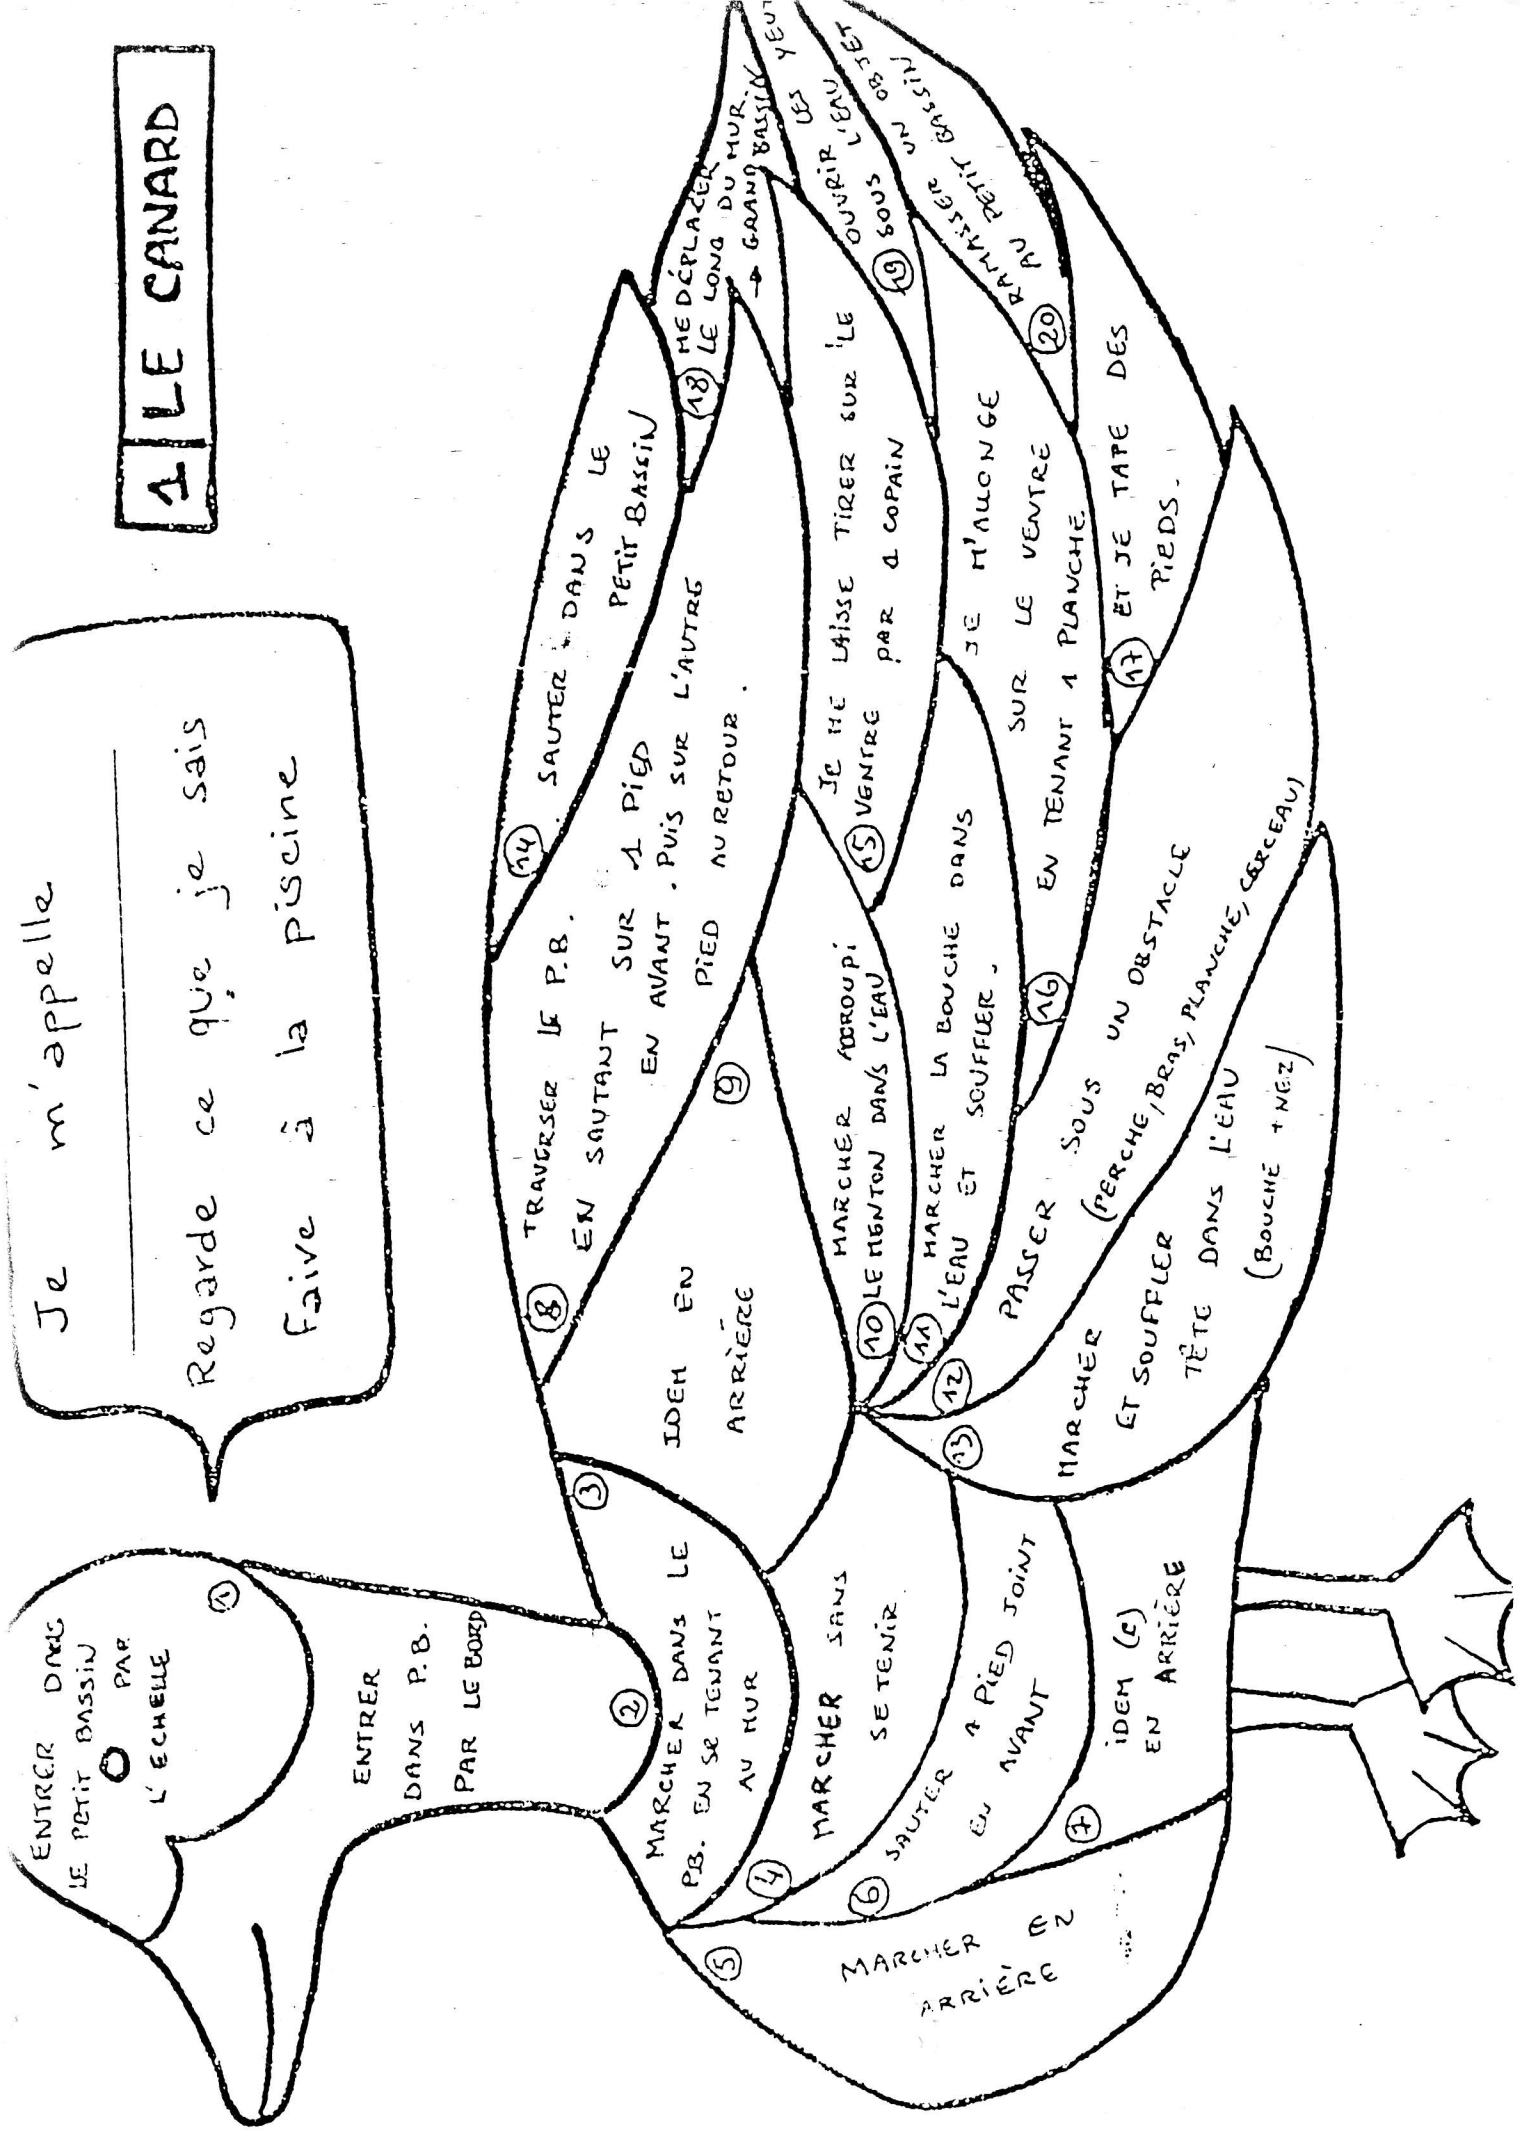 1 LE CANARD
Je m'appelle
Regarde ce que je sais
faire à la piscine
ENTRER DANS
LE PETIT BASSIN
PAR
L'ECHELLE
1
ENTRER
DANS P.B.
PAR LE BORD
2
3
MARCHER DANS LE
P.B. EN SE TENANT
AU MUR
4
MARCHER SANS
SE TENIR
5
MARCHER EN
ARRIÈRE
6
SAUTER 1 PIED JOINT
EN AVANT
7
IDEM
EN ARRIÈRE
8
TRAVERSER LE P.B.
EN SAUTANT SUR 1 PIED
EN AVANT. PUIS SUR L'AUTRE
PIED AU RETOUR.
9
IDEM EN
ARRIÈRE
MARCHER ACCROUPI
10 LE MENTON DANS L'EAU
11 MARCHER LA BOUCHE DANS
L'EAU ET SOUFFLER.
12
PASSER SOUS UN OBSTACLE
(PERCHE, BRAS, PLANCHE, CERCEAU)
13
MARCHER
ET SOUFFLER
TÊTE DANS L'EAU
(BOUCHE + NEZ)
14 SAUTER DANS LE
PETIT BASSIN
JE ME LAISSE TIRER SUR LE
15 VENTRE PAR 1 COPAIN
JE M'ALLONGE
SUR LE VENTRE
16 EN TENANT 1 PLANCHE
17 ET JE TAPE DES
PIEDS.
ME DÉPLACER
18 LE LONG DU MUR.
→ GRAND BASSIN
OUVRIR LES YEUX
19 SOUS L'EAU
RAMASSER UN OBJET
20 AU PETIT BASSIN